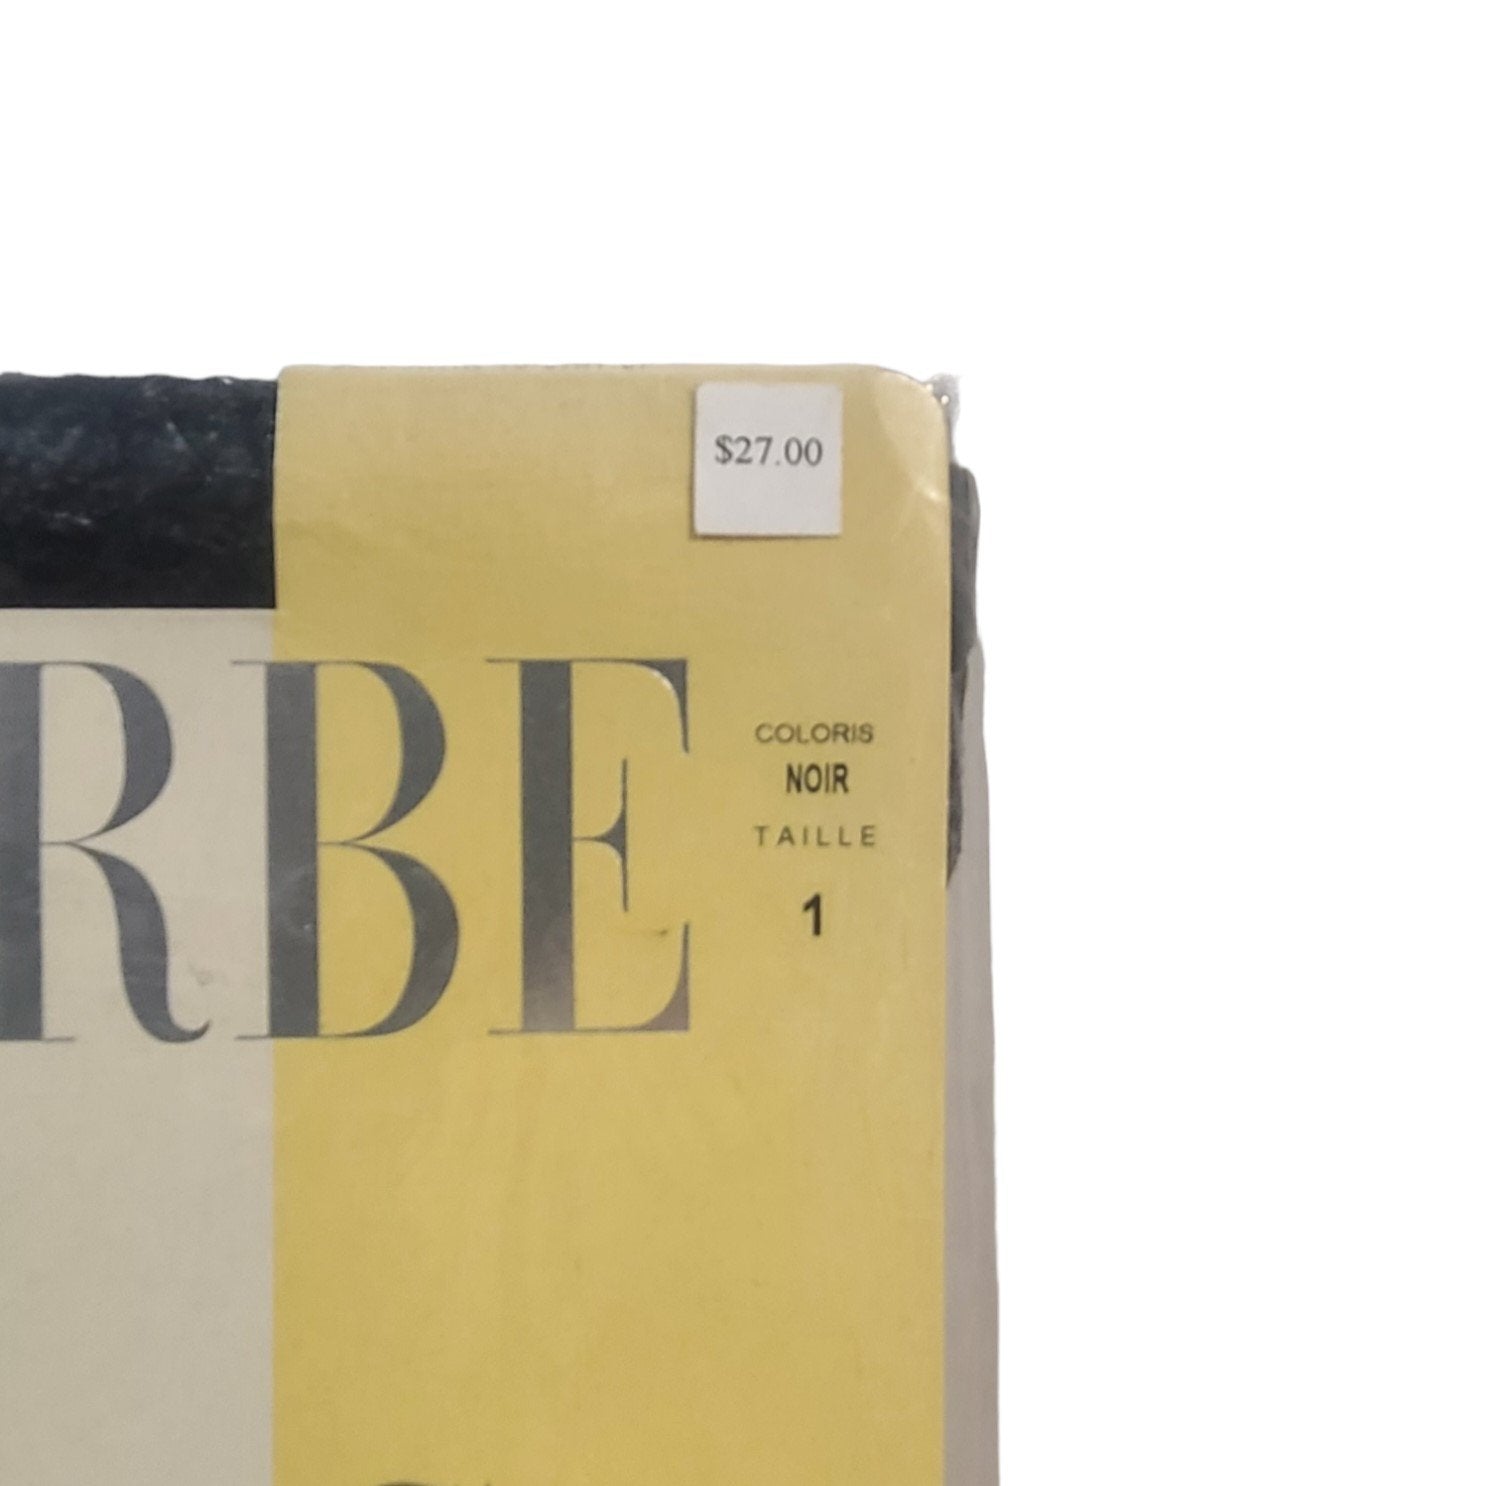 $27.00
RBE
COLORIS
NOIR
TAILLE
1